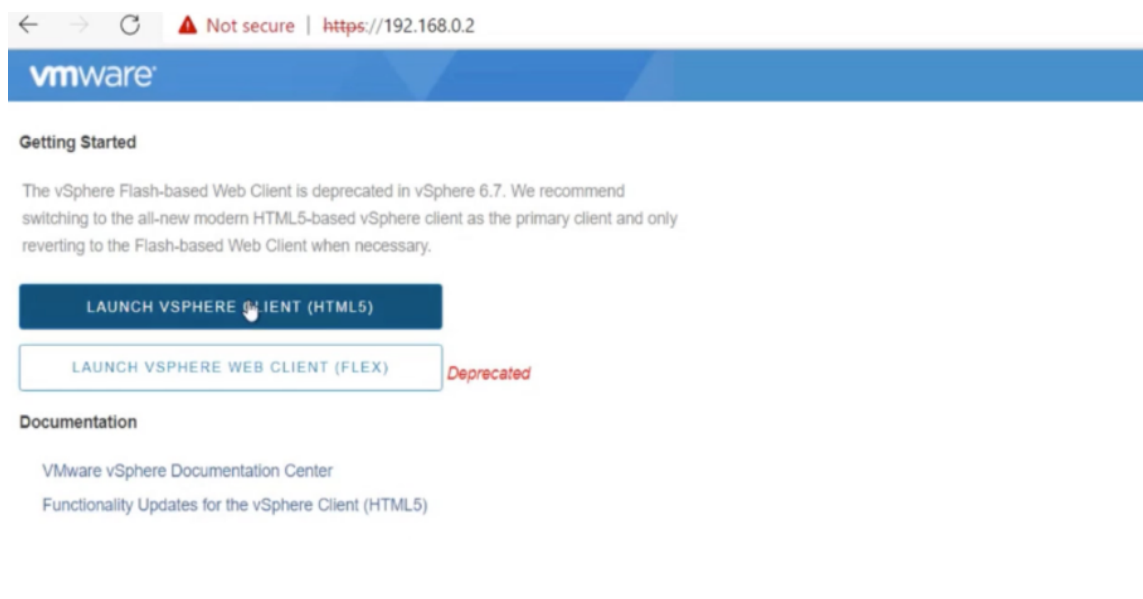 Not secure | https://192.168.0.2
vmware
Getting Started
The vSphere Flash-based Web Client is deprecated in vSphere 6.7. We recommend
switching to the all-new modern HTML5-based vSphere client as the primary client and only
reverting to the Flash-based Web Client when necessary.
LAUNCH VSPHERE CLIENT (HTML5)
LAUNCH VSPHERE WEB CLIENT (FLEX)
Deprecated
Documentation
VMware vSphere Documentation Center
Functionality Updates for the vSphere Client (HTML5)